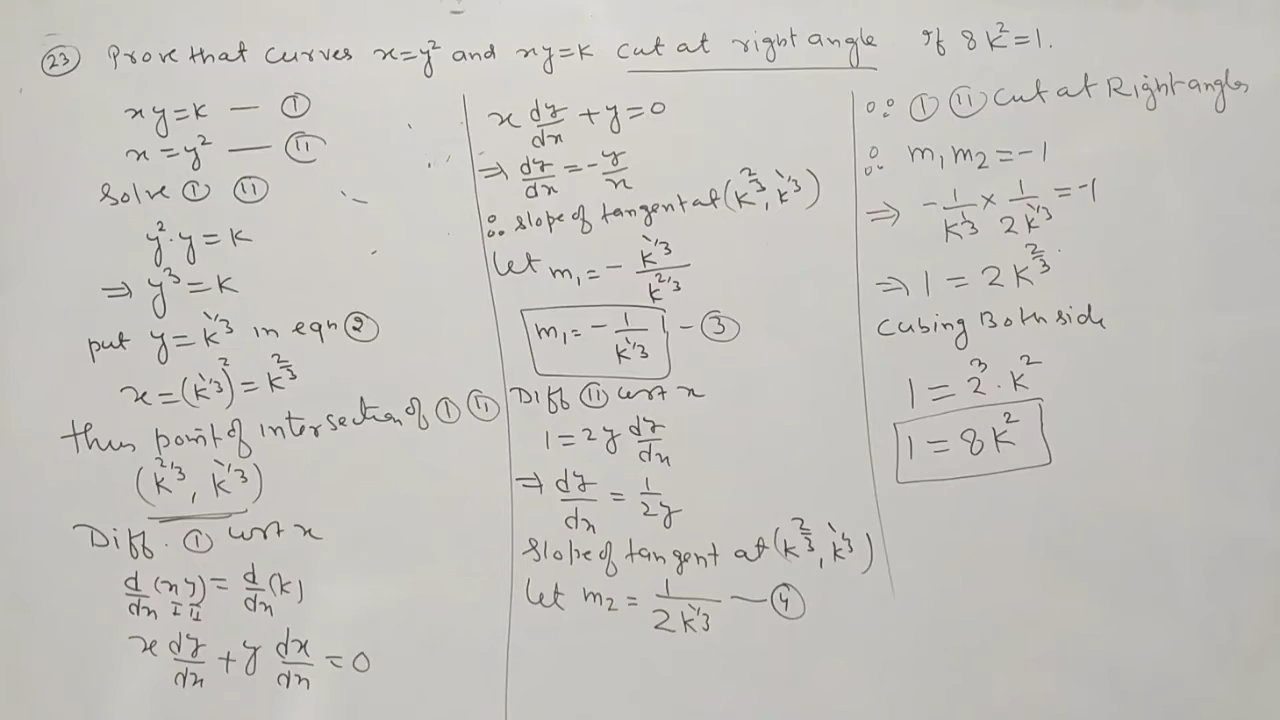 (23) Prove that curves x=y² and xy=k cut at right angle If 8k²=1.
xy=k — (I)
x=y² — (II)
Solve (I) (II)
y².y=k
⇒ y³=k
put y=k^1/3 in eqn (2)
x=(k^1/3)²=k^2/3
thus point of intersection of (I) (II)
(k^2/3, k^1/3)
Diff. (I) wrt x
d/dx (x y) = d/dx (k)
I II
x dy/dx + y dx/dx = 0
x dy/dx + y=0
⇒ dy/dx = -y/x
∴ slope of tangent at (k^2/3, k^1/3)
Let m₁= - k^1/3 / k^2/3
m₁= - 1/k^1/3 — (3)
Diff (II) wrt x
1=2y dy/dx
⇒ dy/dx = 1/2y
Slope of tangent at (k^2/3, k^1/3)
Let m₂ = 1/2k^1/3 — (4)
∵ (I) (II) cut at Right angles
∴ m₁m₂=-1
⇒ -1/k^1/3 × 1/2k^1/3 =-1
⇒ 1 = 2k^2/3
Cubing Both side
1 = 2³.k²
1 = 8k²